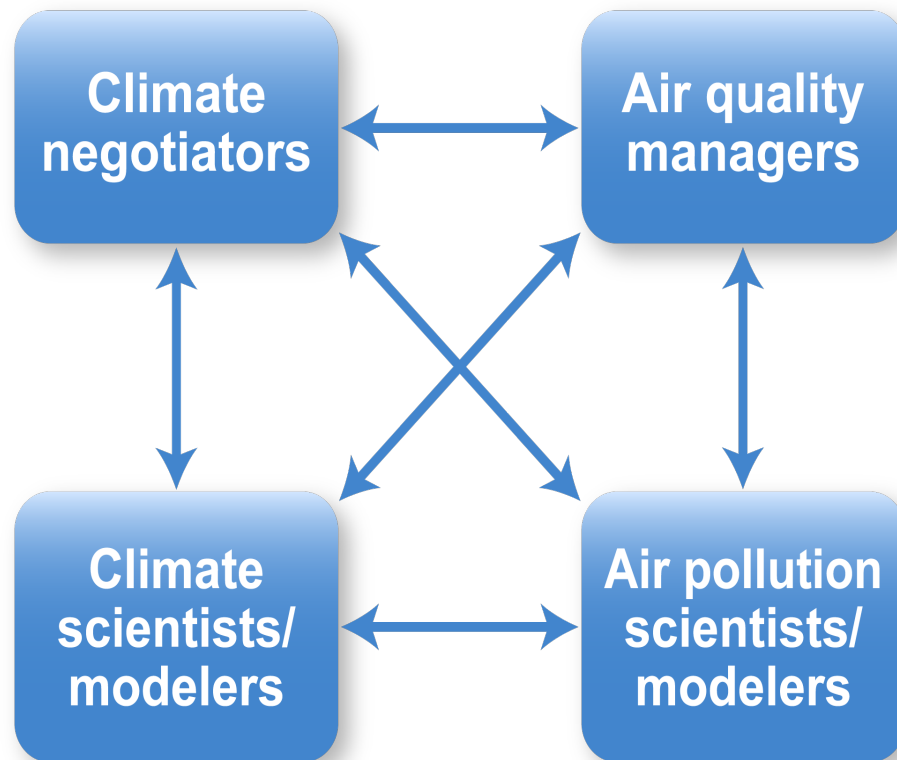 Climate
negotiators
Air quality
managers
Climate
scientists/
modelers
Air pollution
scientists/
modelers